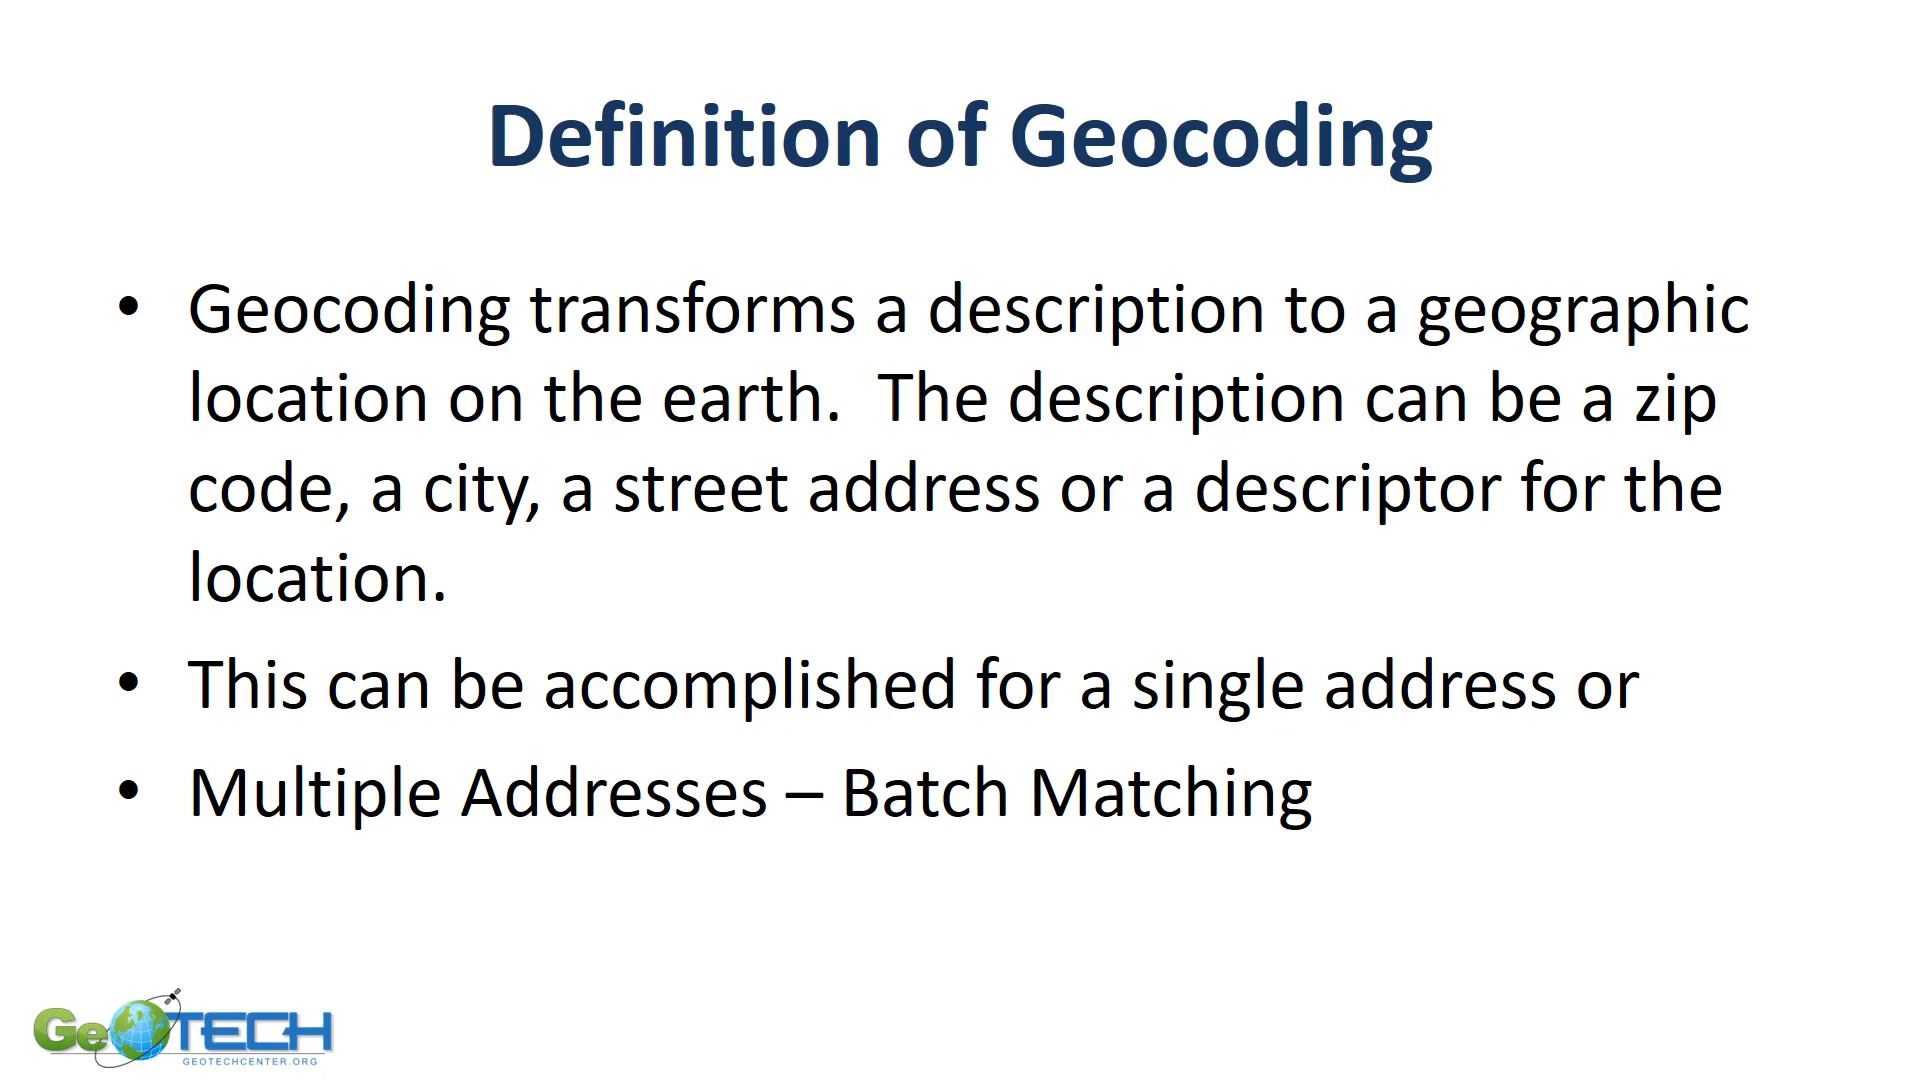 Definition of Geocoding
• Geocoding transforms a description to a geographic
location on the earth.  The description can be a zip
code, a city, a street address or a descriptor for the
location.
• This can be accomplished for a single address or
• Multiple Addresses – Batch Matching
GeoTECH
GEOTECHCENTER.ORG